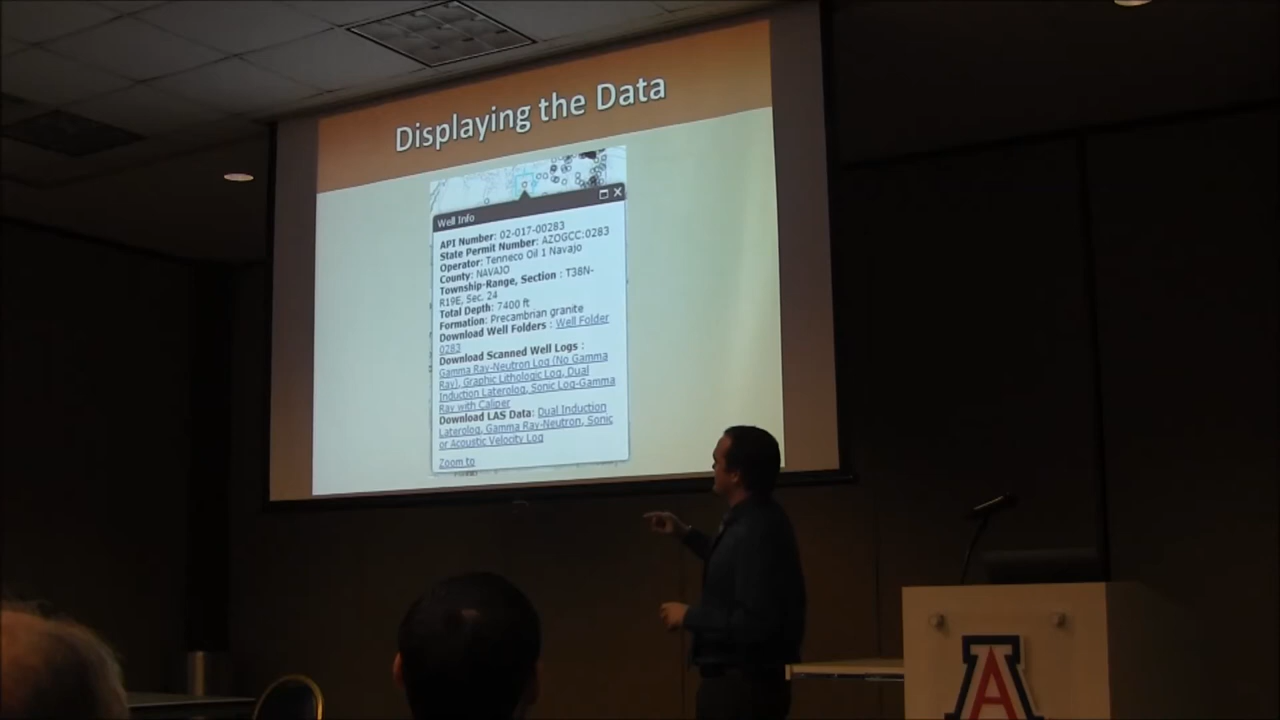 Displaying the Data
Well Info
API Number: 02-017-00283
State Permit Number: AZOGCC:0283
Operator: Tenneco Oil 1 Navajo
County: NAVAJO
Township-Range, Section : T38N-
R19E, Sec. 24
Total Depth: 7400 ft
Formation: Precambrian granite
Download Well Folders : Well Folder
0283
Download Scanned Well Logs :
Gamma Ray-Neutron Log (No Gamma
Ray), Graphic Lithologic Log, Dual
Induction Laterolog, Sonic Log-Gamma
Ray with Caliper
Download LAS Data: Dual Induction
Laterolog, Gamma Ray-Neutron, Sonic
or Acoustic Velocity Log
Zoom to
A